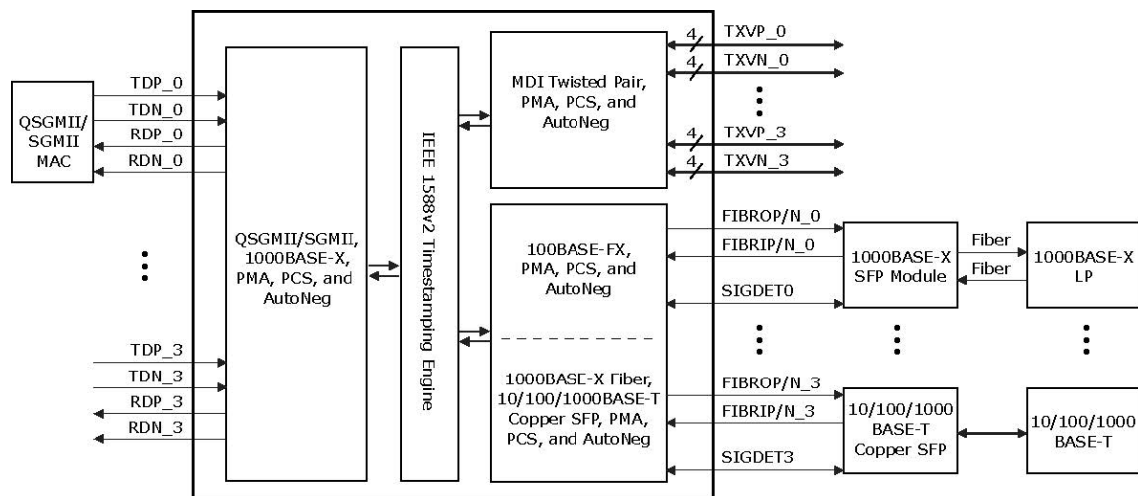 TDP_0
TDN_0
RDP_0
RDN_0
QSGMII/
SGMII
MAC
TDP_3
TDN_3
RDP_3
RDN_3
QSGMII/SGMII,
1000BASE-X,
PMA, PCS, and
AutoNeg
IEEE 1588v2 Timestamping Engine
MDI Twisted Pair,
PMA, PCS, and
AutoNeg
4 TXVP_0
4 TXVN_0
4 TXVP_3
4 TXVN_3
100BASE-FX,
PMA, PCS, and
AutoNeg
1000BASE-X Fiber,
10/100/1000BASE-T
Copper SFP, PMA,
PCS, and AutoNeg
FIBROP/N_0
FIBRIP/N_0
SIGDET0
1000BASE-X
SFP Module
Fiber
Fiber
1000BASE-X
LP
FIBROP/N_3
FIBRIP/N_3
SIGDET3
10/100/1000
BASE-T
Copper SFP
10/100/1000
BASE-T